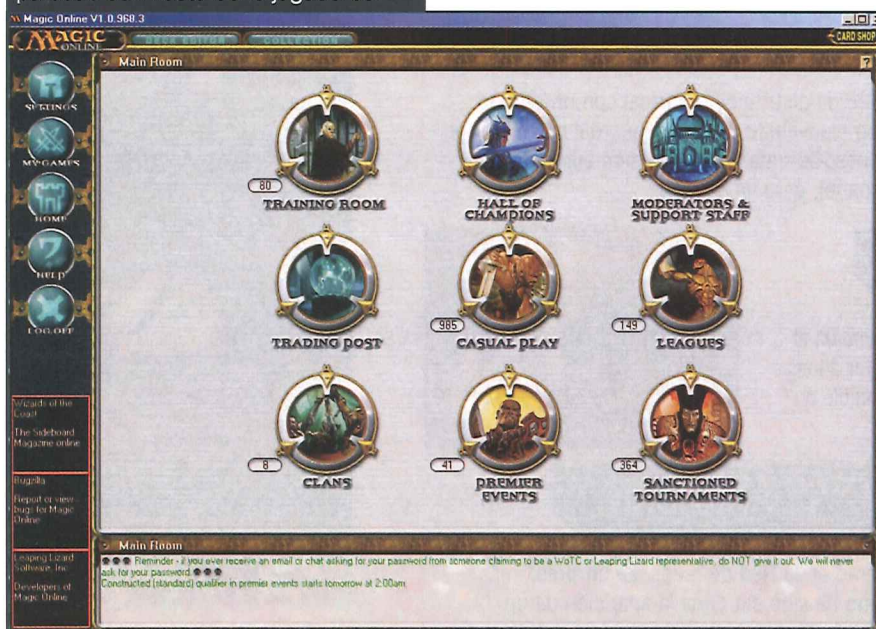 Magic Online V1.0.968.3
MAGIC
ONLINE
DECK EDITOR
COLLECTION
CARD SHOP
Main Room
?
SETTINGS
MY GAMES
HOME
HELP
LOG OFF
80
TRAINING ROOM
HALL OF
CHAMPIONS
MODERATORS &
SUPPORT STAFF
TRADING POST
985
CASUAL PLAY
149
LEAGUES
8
CLANS
41
PREMIER
EVENTS
364
SANCTIONED
TOURNAMENTS
Wizards of the
Coast
The Sideboard
Magazine online
Bugzilla
Report or view
bugs for Magic
Online
Leaping Lizard
Software, Inc
Developers of
Magic Online
Main Room
Reminder - if you ever receive an email or chat asking for your password from someone claiming to be a WoTC or Leaping Lizard representative, do NOT give it out. We will never
ask for your password.
Constructed (standard) qualifier in premier events starts tomorrow at 2:00am